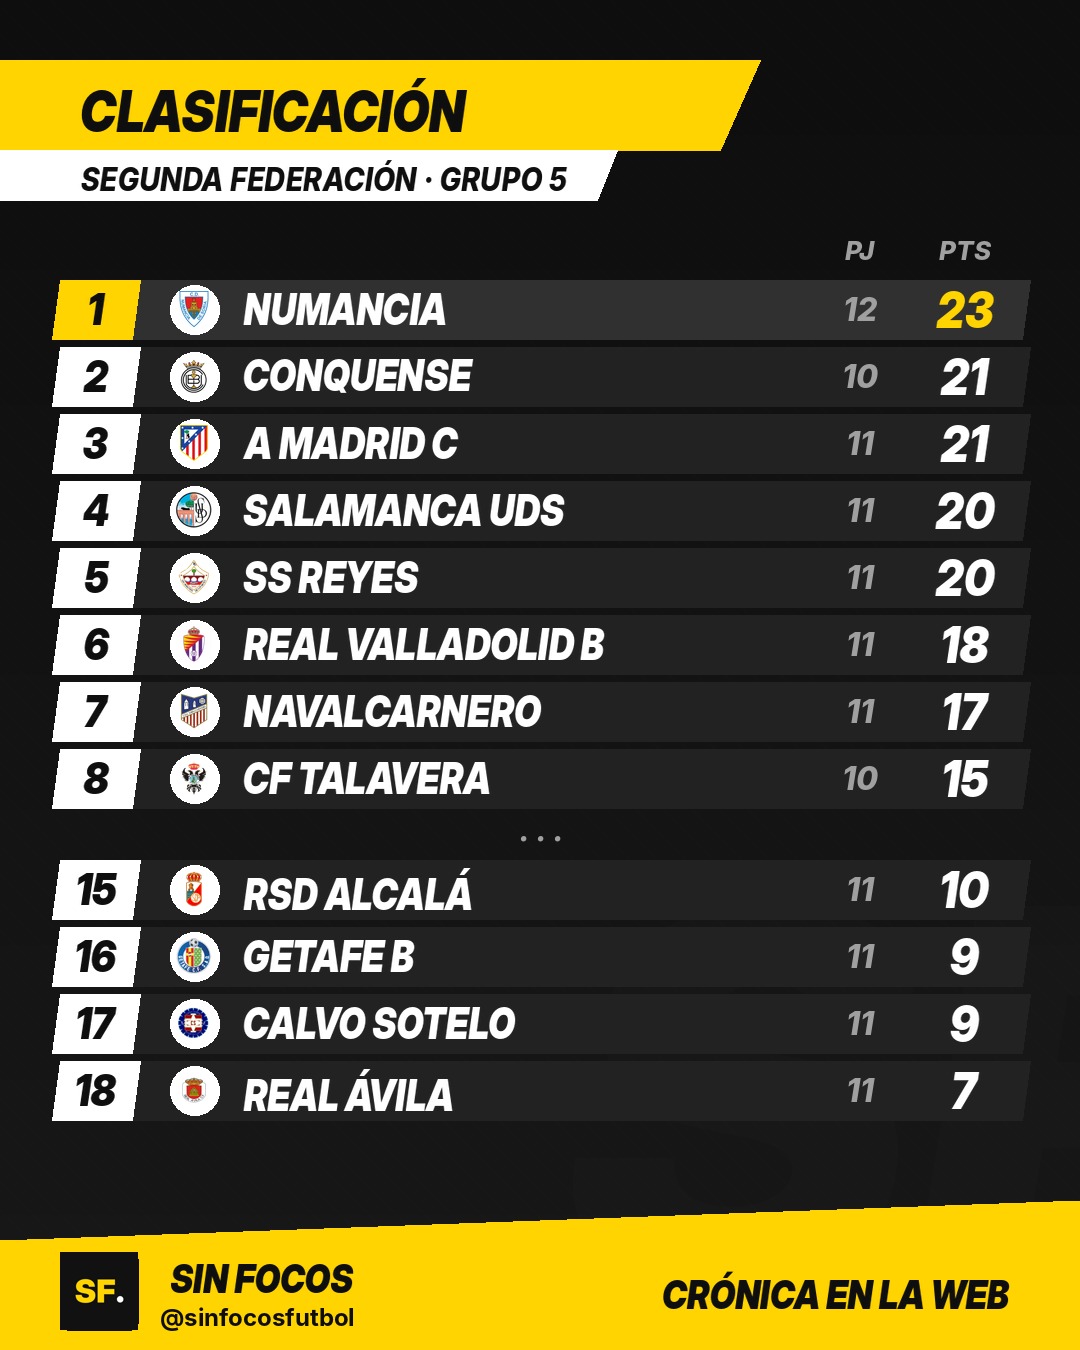 CLASIFICACIÓN
SEGUNDA FEDERACIÓN · GRUPO 5
PJ PTS
1 NUMANCIA 12 23
2 CONQUENSE 10 21
3 A MADRID C 11 21
4 SALAMANCA UDS 11 20
5 SS REYES 11 20
6 REAL VALLADOLID B 11 18
7 NAVALCARNERO 11 17
8 CF TALAVERA 10 15
...
15 RSD ALCALÁ 11 10
16 GETAFE B 11 9
17 CALVO SOTELO 11 9
18 REAL ÁVILA 11 7
SF. SIN FOCOS
@sinfocosfutbol
CRÓNICA EN LA WEB